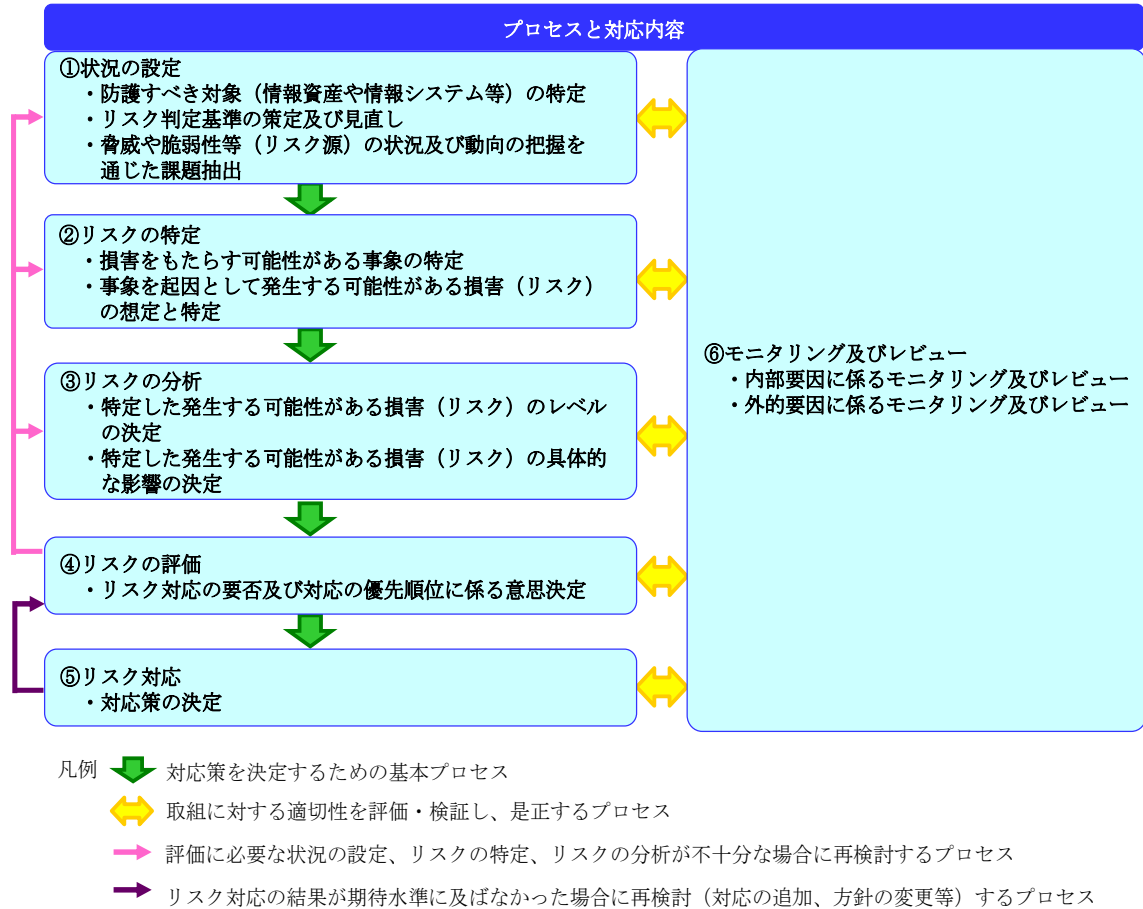 プロセスと対応内容
①状況の設定
・防護すべき対象（情報資産や情報システム等）の特定
・リスク判定基準の策定及び見直し
・脅威や脆弱性等（リスク源）の状況及び動向の把握を
通じた課題抽出
②リスクの特定
・損害をもたらす可能性がある事象の特定
・事象を起因として発生する可能性がある損害（リスク）
の想定と特定
③リスクの分析
・特定した発生する可能性がある損害（リスク）のレベル
の決定
・特定した発生する可能性がある損害（リスク）の具体的
な影響の決定
④リスクの評価
・リスク対応の要否及び対応の優先順位に係る意思決定
⑤リスク対応
・対応策の決定
⑥モニタリング及びレビュー
・内部要因に係るモニタリング及びレビュー
・外的要因に係るモニタリング及びレビュー
凡例 対応策を決定するための基本プロセス
取組に対する適切性を評価・検証し、是正するプロセス
評価に必要な状況の設定、リスクの特定、リスクの分析が不十分な場合に再検討するプロセス
リスク対応の結果が期待水準に及ばなかった場合に再検討（対応の追加、方針の変更等）するプロセス